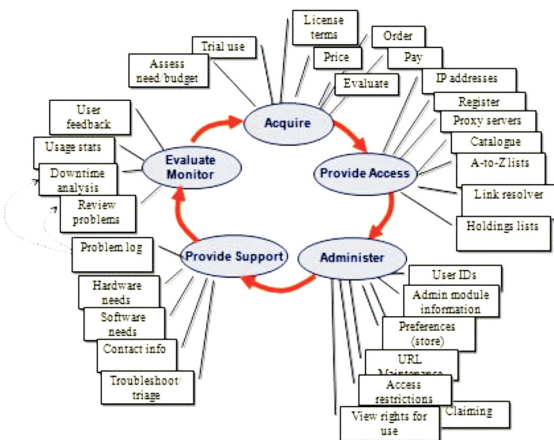 License
terms
Order
Trial use
Price
Pay
Assess
need/budget
Evaluate
IP addresses
Register
Proxy servers
Catalogue
A-to-Z lists
Link resolver
Holdings lists
Acquire
Provide Access
Administer
Provide Support
Evaluate
Monitor
User
feedback
Usage stats
Downtime
analysis
Review
problems
Problem log
Hardware
needs
Software
needs
Contact info
Troubleshoot/
triage
User IDs
Admin module
information
Preferences
(store)
URL
Maintenance
Access
restrictions
Claiming
View rights for
use